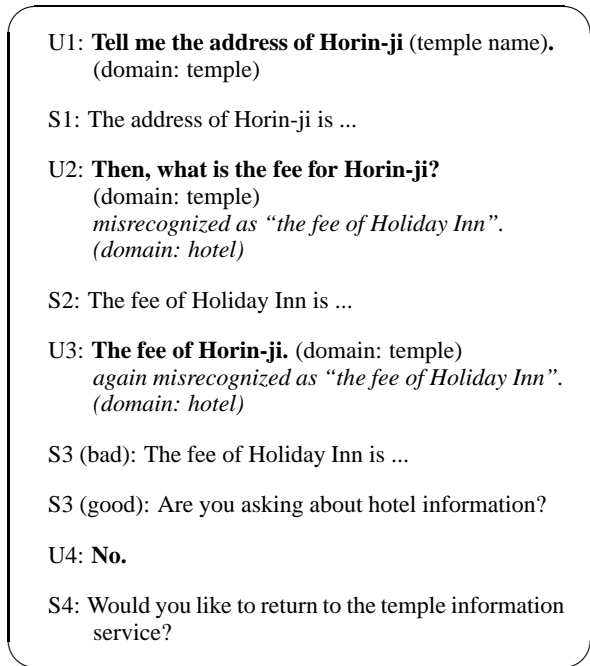 U1: Tell me the address of Horin-ji (temple name).
(domain: temple)
S1: The address of Horin-ji is ...
U2: Then, what is the fee for Horin-ji?
(domain: temple)
misrecognized as “the fee of Holiday Inn”.
(domain: hotel)
S2: The fee of Holiday Inn is ...
U3: The fee of Horin-ji. (domain: temple)
again misrecognized as “the fee of Holiday Inn”.
(domain: hotel)
S3 (bad): The fee of Holiday Inn is ...
S3 (good): Are you asking about hotel information?
U4: No.
S4: Would you like to return to the temple information
service?